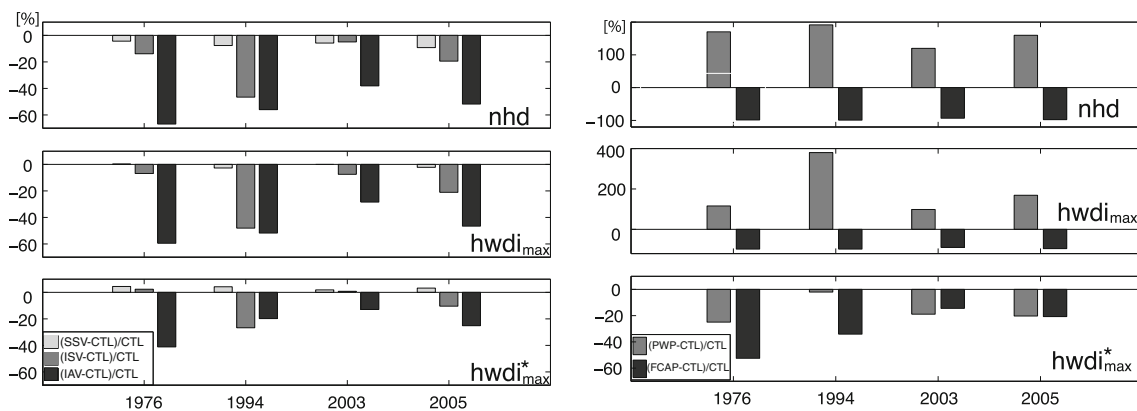 [%]
0
−20
−40
−60
nhd
0
−20
−40
−60
hwdi_max
0
−20
−40
−60
(SSV-CTL)/CTL
(ISV-CTL)/CTL
(IAV-CTL)/CTL
hwdi*_max
1976 1994 2003 2005
[%]
100
0
−100
nhd
400
200
0
hwdi_max
0
−20
−40
−60
(PWP-CTL)/CTL
(FCAP-CTL)/CTL
hwdi*_max
1976 1994 2003 2005